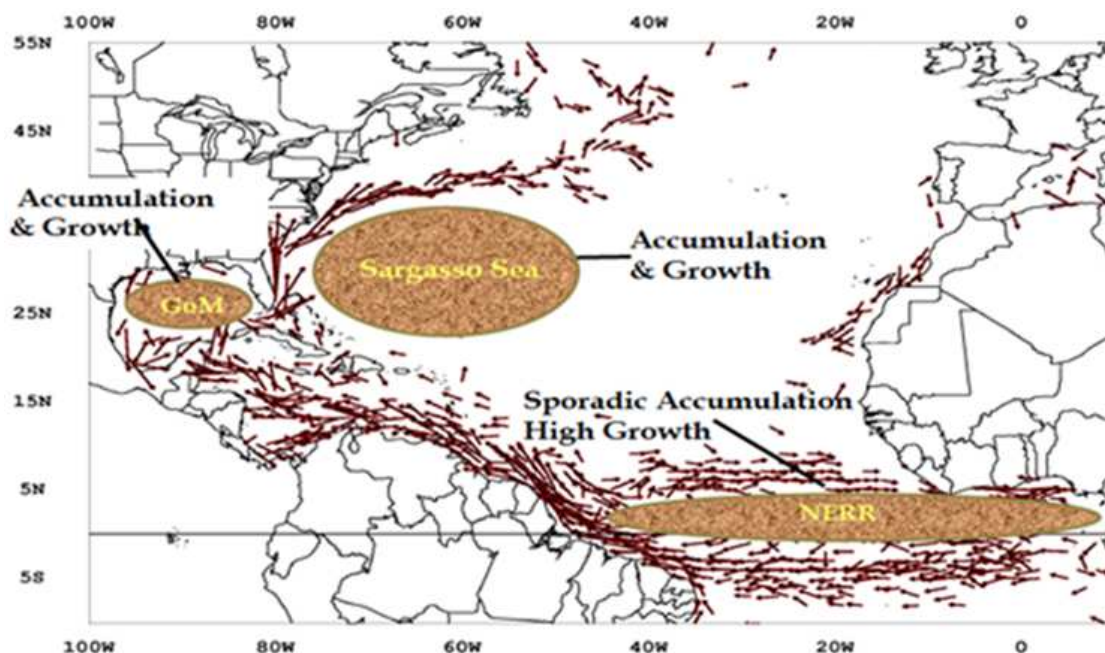 100W 80W 60W 40W 20W 0
55N
45N
Accumulation
& Growth
Accumulation
& Growth
Sargasso Sea
GoM
25N
15N
Sporadic Accumulation
High Growth
5N
NERR
5S
100W 80W 60W 40W 20W 0